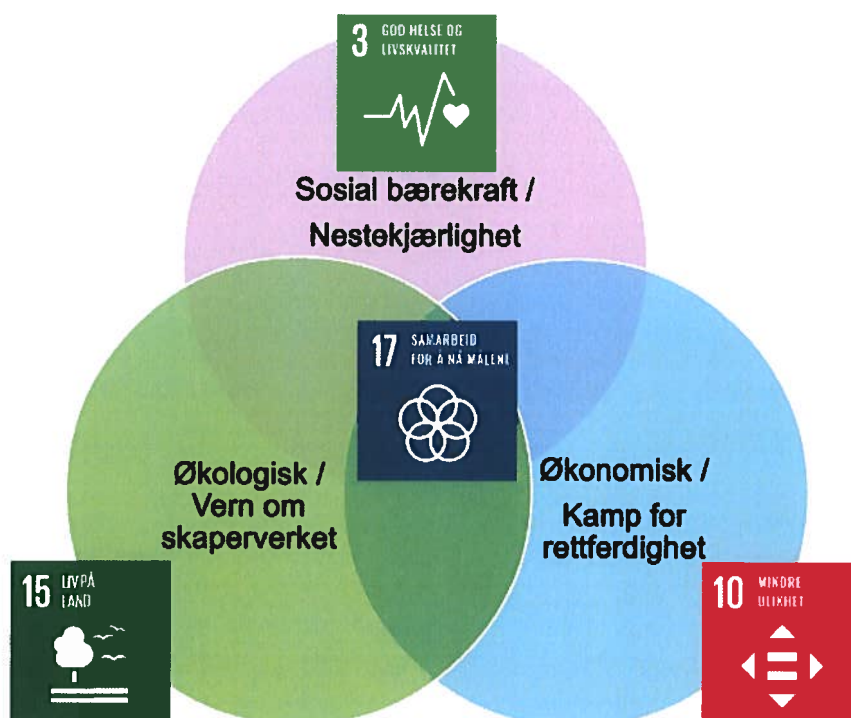 3 GOD HELSE OG
LIVSKVALITET
Sosial bærekraft /
Nestekjærlighet
17 SAMARBEID
FOR Å NÅ MÅLENE
Økologisk /
Vern om
skaperverket
Økonomisk /
Kamp for
rettferdighet
15 LIV PÅ
LAND
10 MINDRE
ULIKHET